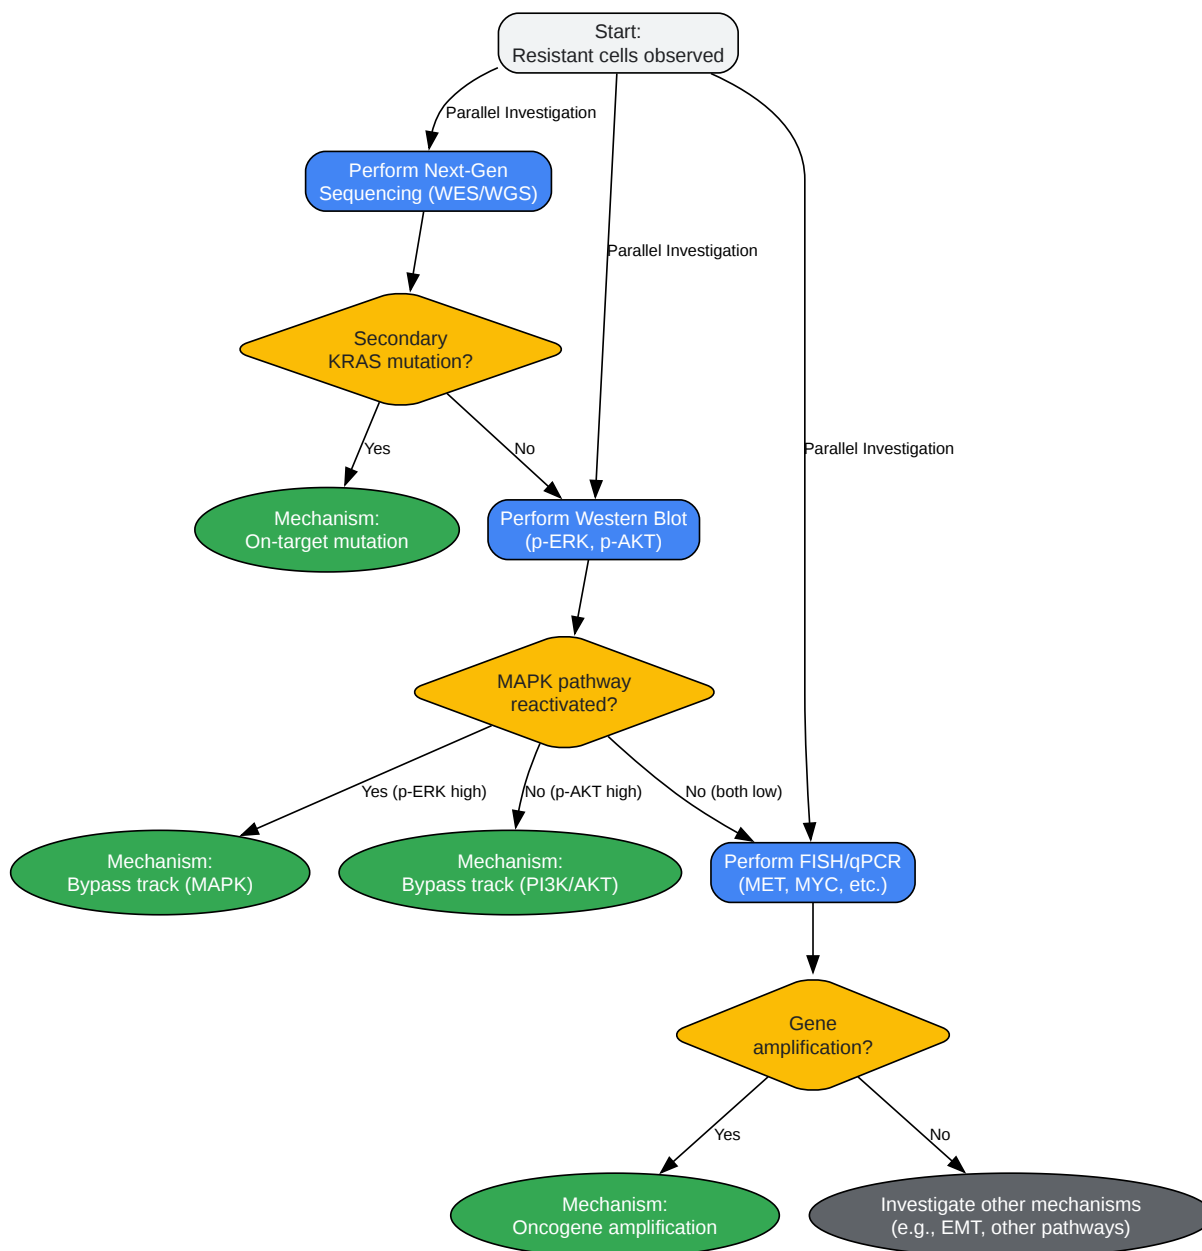 Start:
Resistant cells observed
Parallel Investigation
Perform Next-Gen
Sequencing (WES/WGS)
Parallel Investigation
Secondary
KRAS mutation?
Yes
No
Parallel Investigation
Mechanism:
On-target mutation
Perform Western Blot
(p-ERK, p-AKT)
MAPK pathway
reactivated?
Yes (p-ERK high)
No (p-AKT high)
No (both low)
Mechanism:
Bypass track (MAPK)
Mechanism:
Bypass track (PI3K/AKT)
Perform FISH/qPCR
(MET, MYC, etc.)
Gene
amplification?
Yes
No
Mechanism:
Oncogene amplification
Investigate other mechanisms
(e.g., EMT, other pathways)